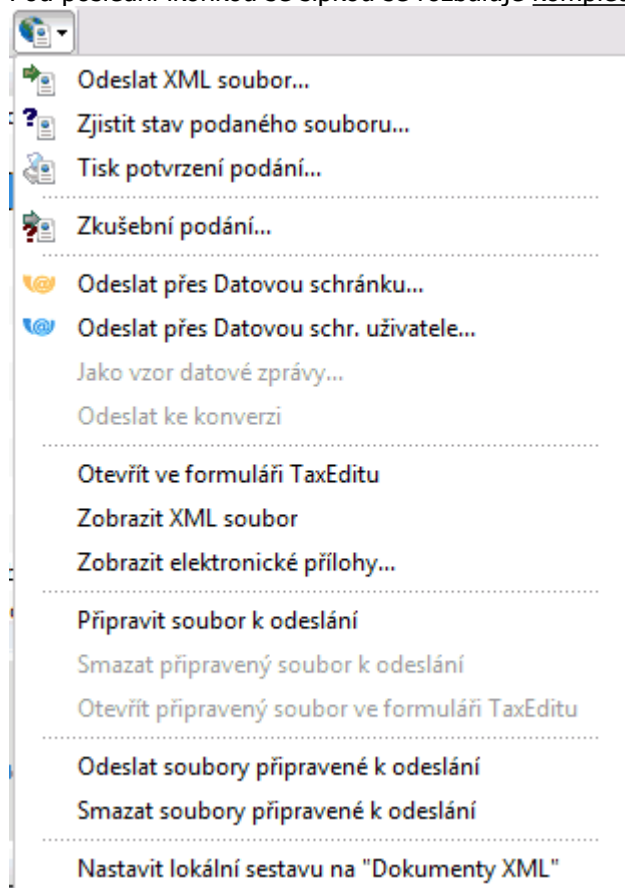 Odeslat XML soubor...
Zjistit stav podaného souboru...
Tisk potvrzení podání...
Zkušební podání...
Odeslat přes Datovou schránku...
Odeslat přes Datovou schr. uživatele...
Jako vzor datové zprávy...
Odeslat ke konverzi
Otevřít ve formuláři TaxEditu
Zobrazit XML soubor
Zobrazit elektronické přílohy...
Připravit soubor k odeslání
Smazat připravený soubor k odeslání
Otevřít připravený soubor ve formuláři TaxEditu
Odeslat soubory připravené k odeslání
Smazat soubory připravené k odeslání
Nastavit lokální sestavu na "Dokumenty XML"